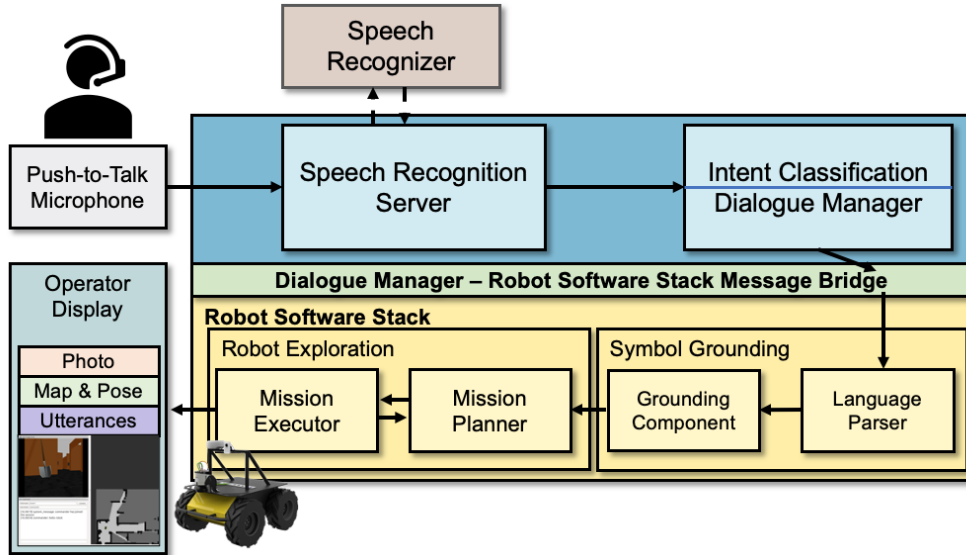 Speech
Recognizer
Push-to-Talk
Microphone
Speech Recognition
Server
Intent Classification
Dialogue Manager
Dialogue Manager – Robot Software Stack Message Bridge
Operator
Display
Photo
Map & Pose
Utterances
Robot Software Stack
Robot Exploration
Mission
Executor
Mission
Planner
Symbol Grounding
Grounding
Component
Language
Parser